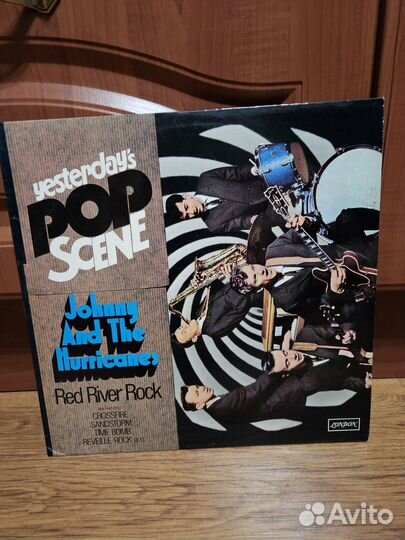 yesterday's
POP
SCENE
Johnny
And The
Hurricanes
Red River Rock
CROSSFIRE
SANDSTORM
TIME BOMB
REVEILLE ROCK a.o.
LONDON
Avito